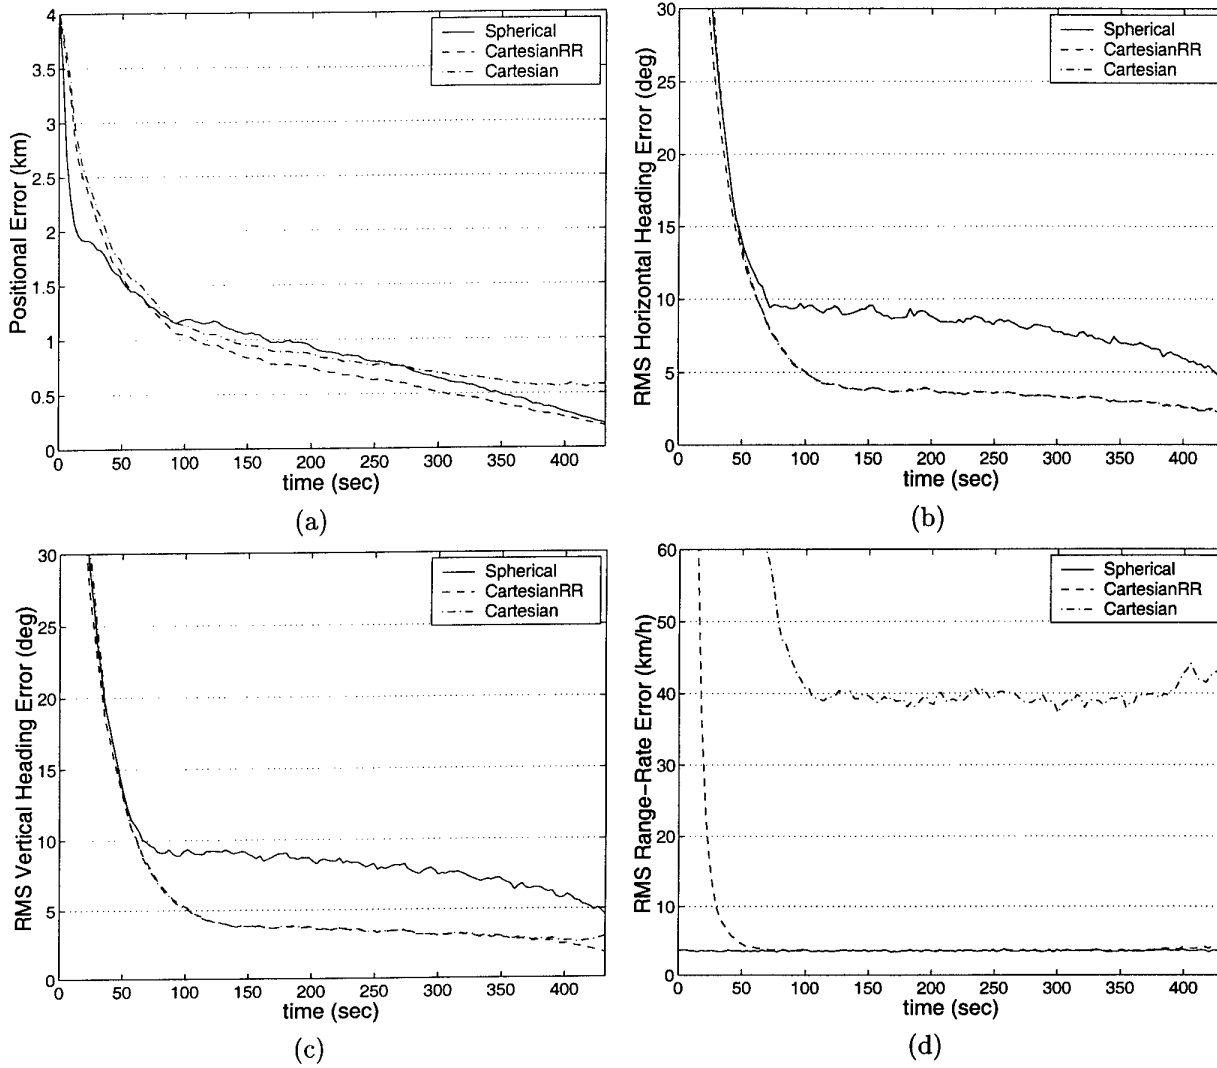 4
3.5
3
2.5
2
1.5
1
0.5
0
Positional Error (km)
0 50 100 150 200 250 300 350 400
time (sec)
Spherical
CartesianRR
Cartesian
(a)
30
25
20
15
10
5
0
RMS Horizontal Heading Error (deg)
0 50 100 150 200 250 300 350 400
time (sec)
Spherical
CartesianRR
Cartesian
(b)
30
25
20
15
10
5
0
RMS Vertical Heading Error (deg)
0 50 100 150 200 250 300 350 400
time (sec)
Spherical
CartesianRR
Cartesian
(c)
60
50
40
30
20
10
0
RMS Range-Rate Error (km/h)
0 50 100 150 200 250 300 350 400
time (sec)
Spherical
CartesianRR
Cartesian
(d)